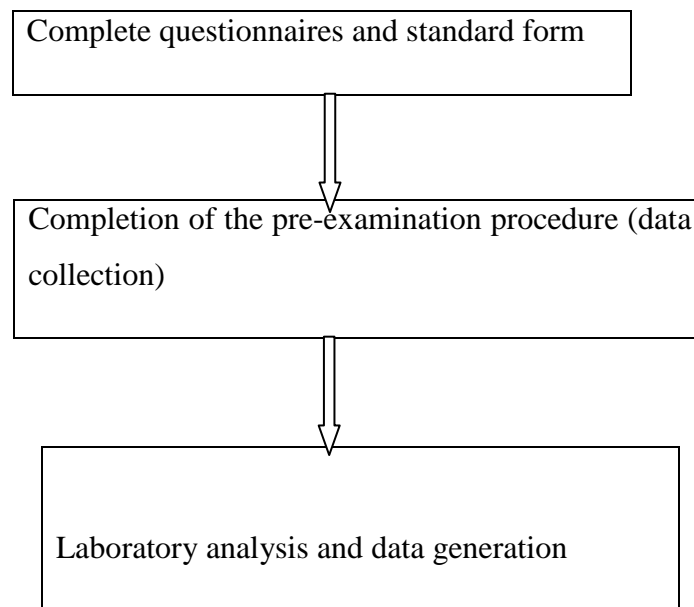 Complete questionnaires and standard form
Completion of the pre-examination procedure (data
collection)
Laboratory analysis and data generation